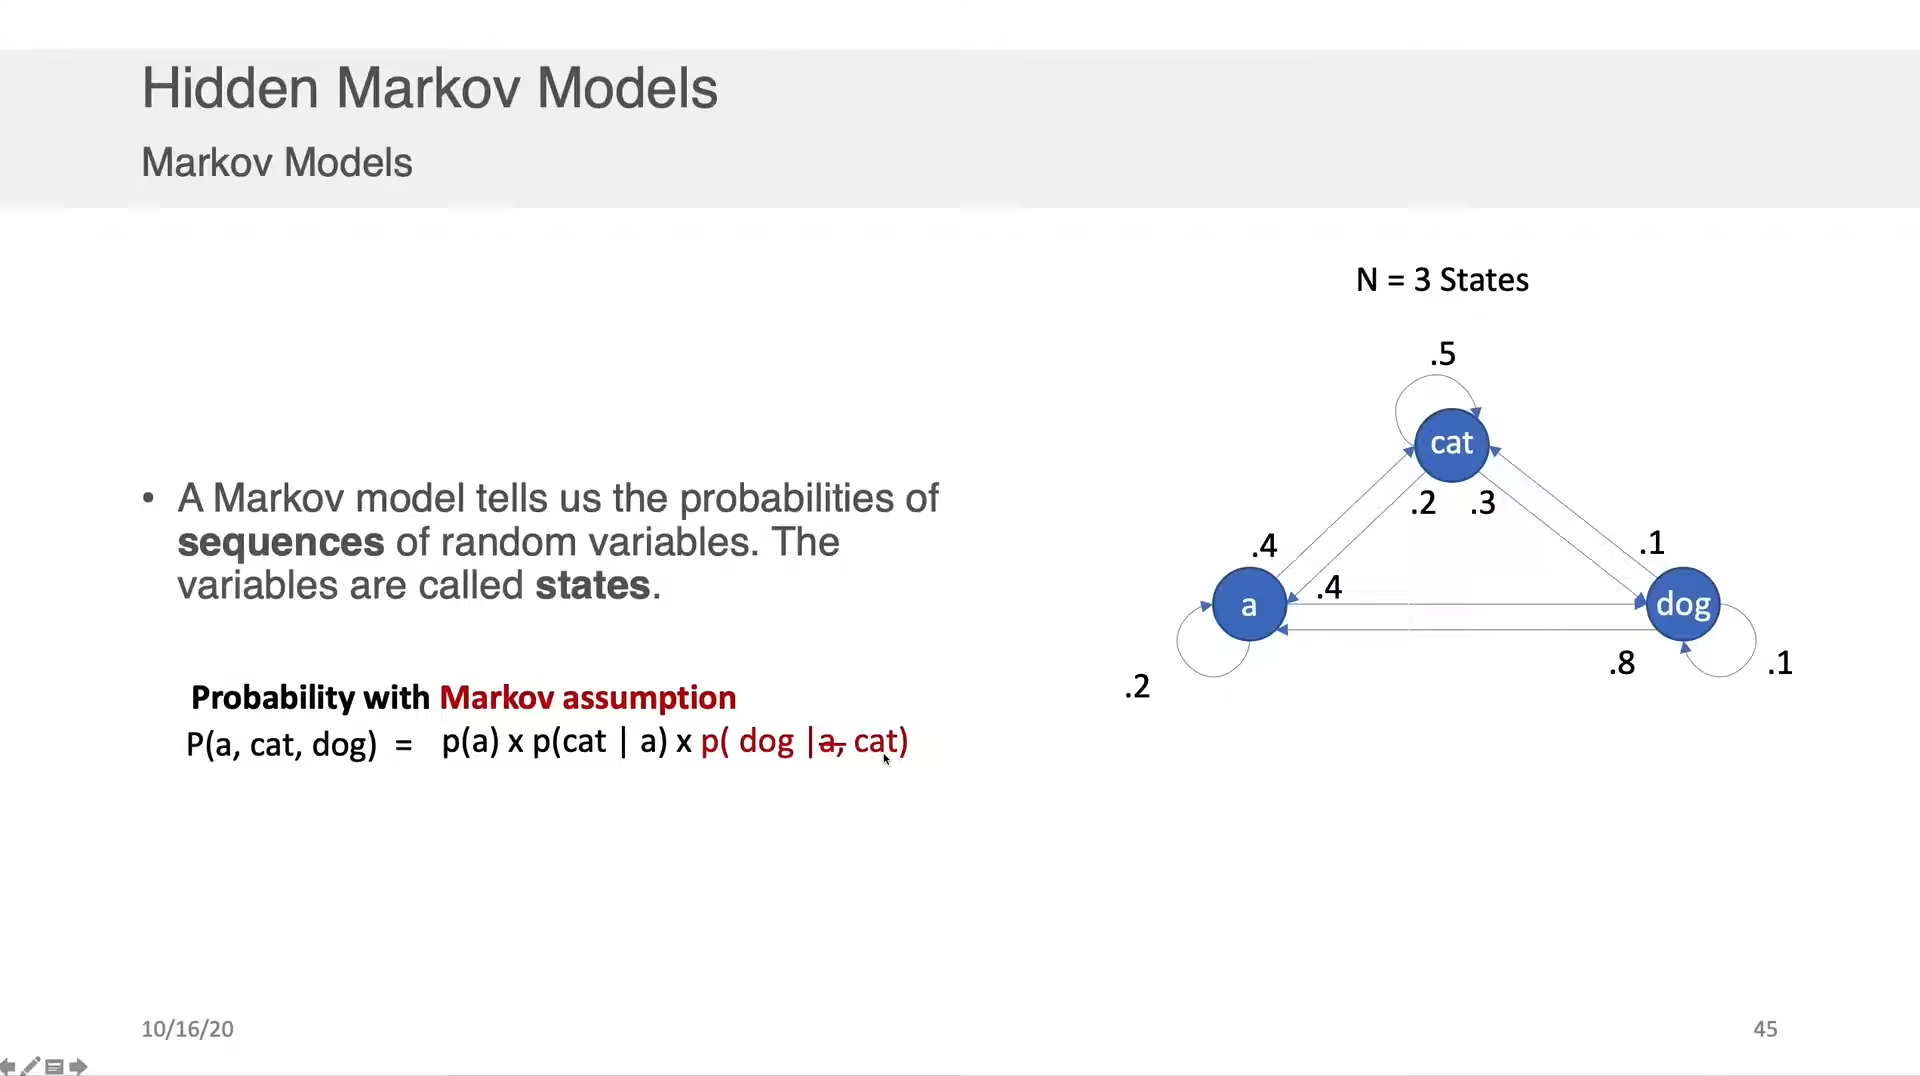 Hidden Markov Models
Markov Models
N = 3 States
.5
cat
.2 .3
.4
.1
.4
a
dog
.8
.1
.2
• A Markov model tells us the probabilities of
sequences of random variables. The
variables are called states.
Probability with Markov assumption
P(a, cat, dog) = p(a) x p(cat | a) x p( dog |a, cat)
10/16/20
45